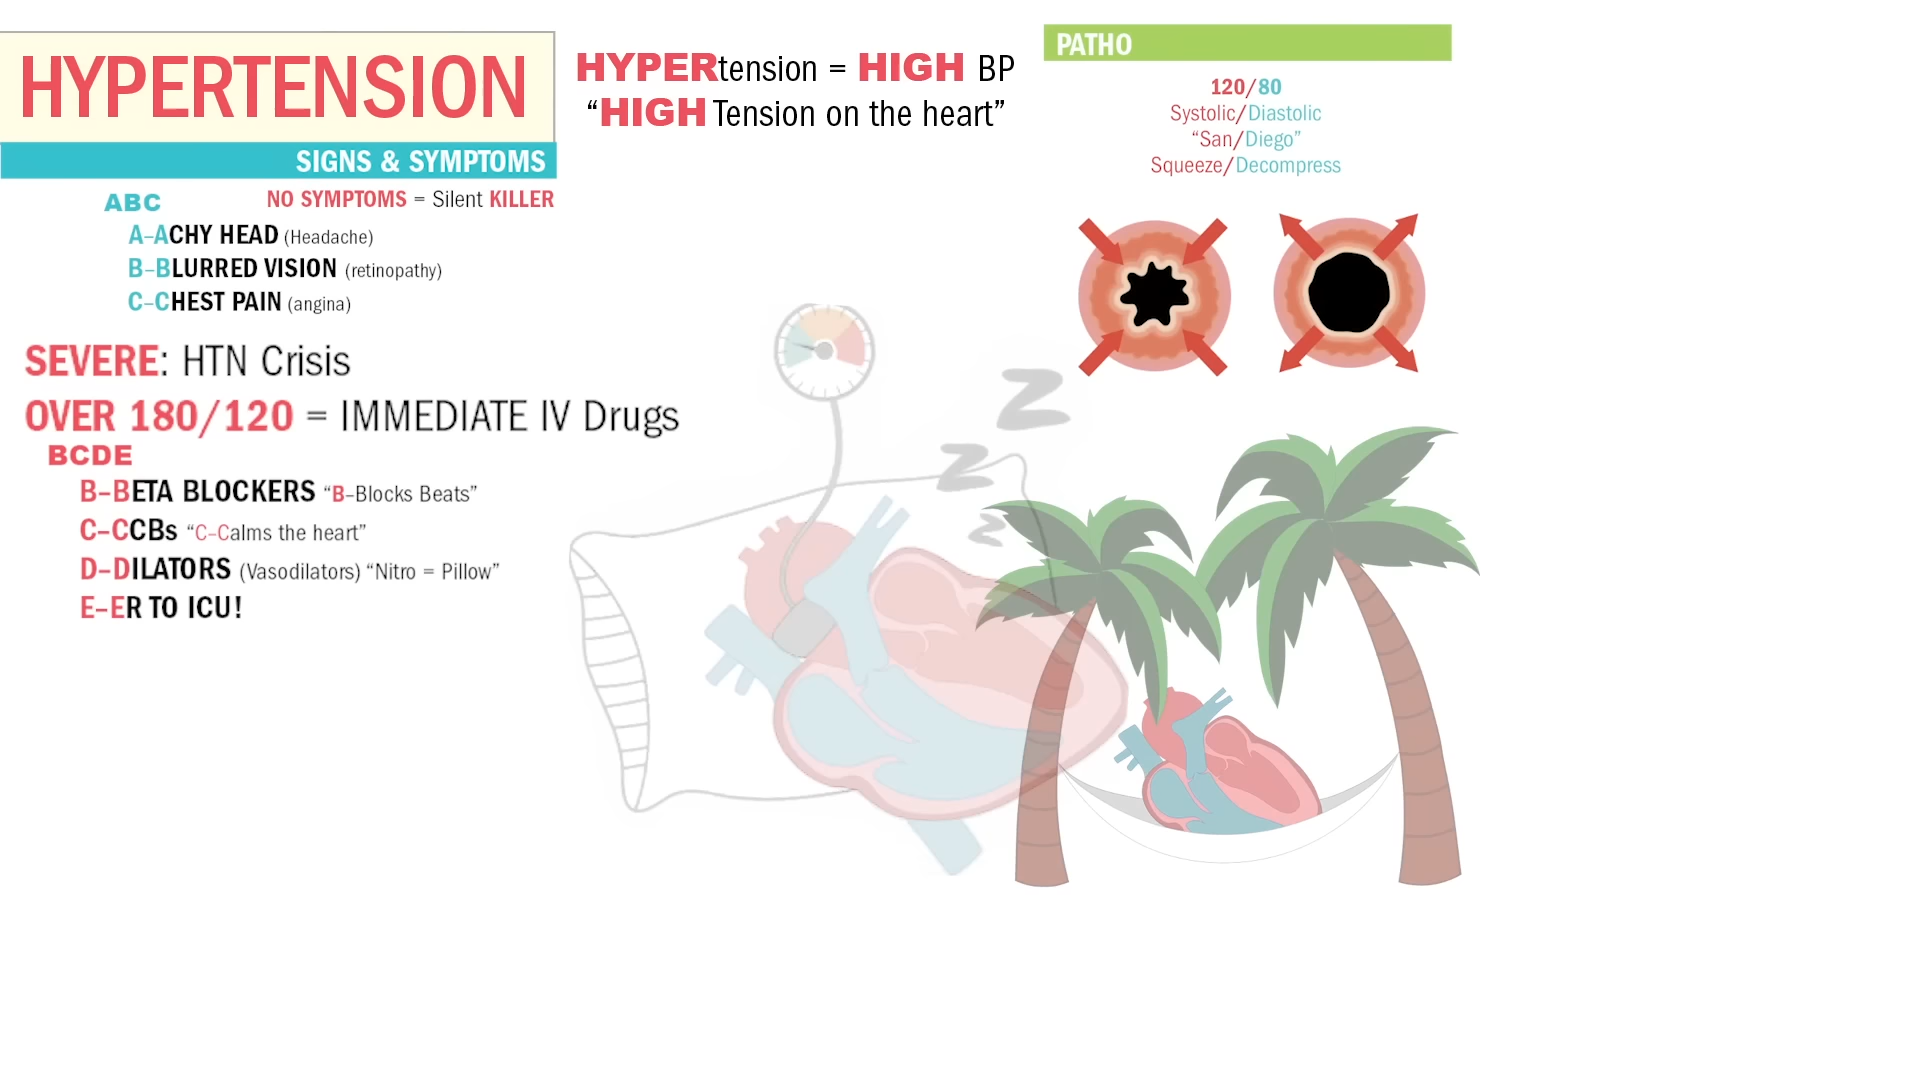 HYPERTENSION
SIGNS & SYMPTOMS
ABC
NO SYMPTOMS = Silent KILLER
A–ACHY HEAD (Headache)
B–BLURRED VISION (retinopathy)
C–CHEST PAIN (angina)
SEVERE: HTN Crisis
OVER 180/120 = IMMEDIATE IV Drugs
BCDE
B–BETA BLOCKERS “B–Blocks Beats”
C–CCBs “C–Calms the heart”
D–DILATORS (Vasodilators) “Nitro = Pillow”
E–ER TO ICU!
HYPERtension = HIGH BP
“HIGH Tension on the heart”
PATHO
120/80
Systolic/Diastolic
“San/Diego”
Squeeze/Decompress
Z
Z
z